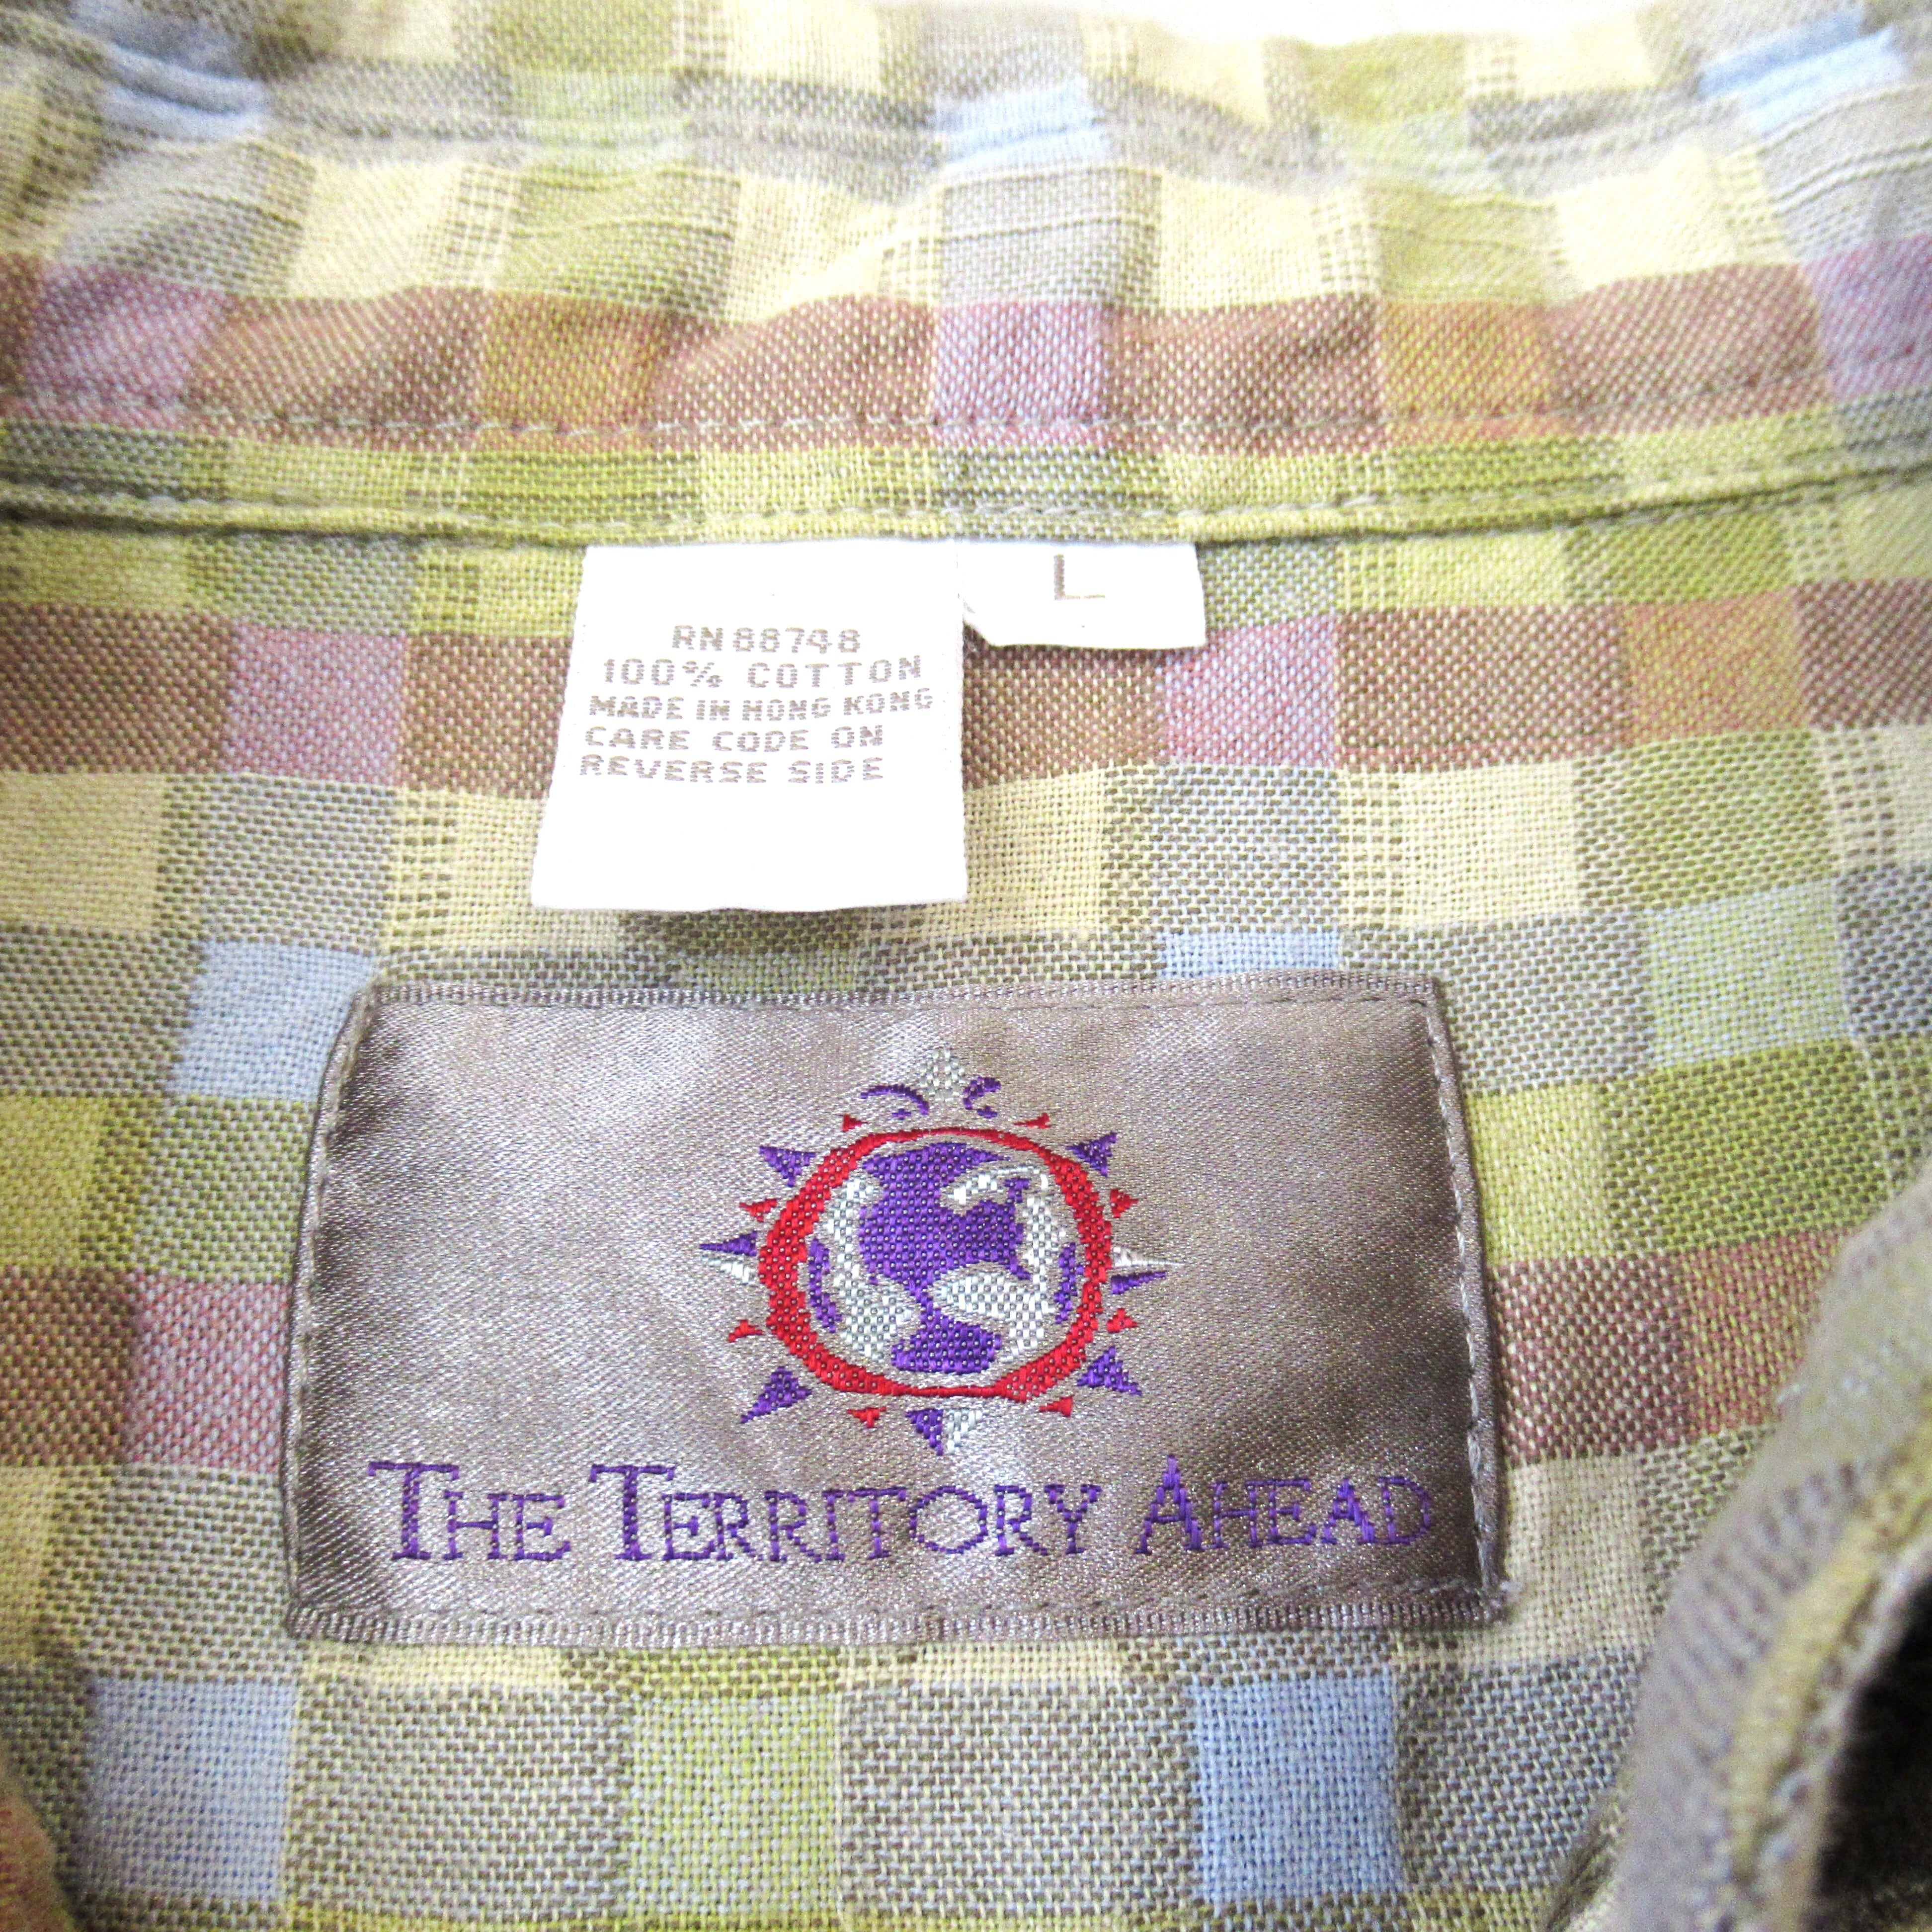 L
RN 88748
100% COTTON
MADE IN HONG KONG
CARE CODE ON
REVERSE SIDE
THE TERRITORY AHEAD